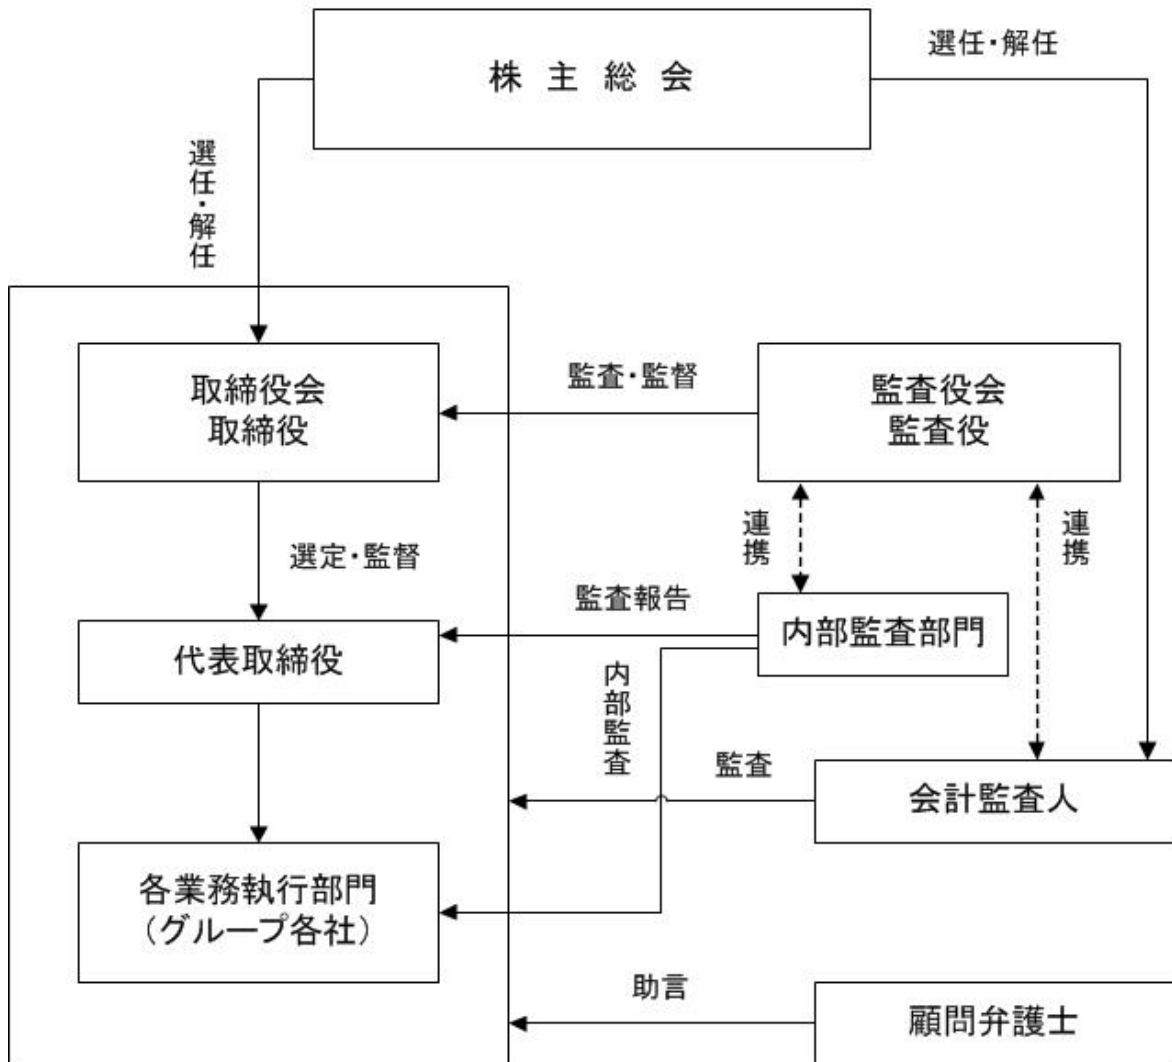 株主総会
選任・解任
選任・解任
取締役会
取締役
監査・監督
監査役会
監査役
連携
連携
選定・監督
監査報告
内部監査部門
代表取締役
内部監査
監査
会計監査人
各業務執行部門
（グループ各社）
助言
顧問弁護士